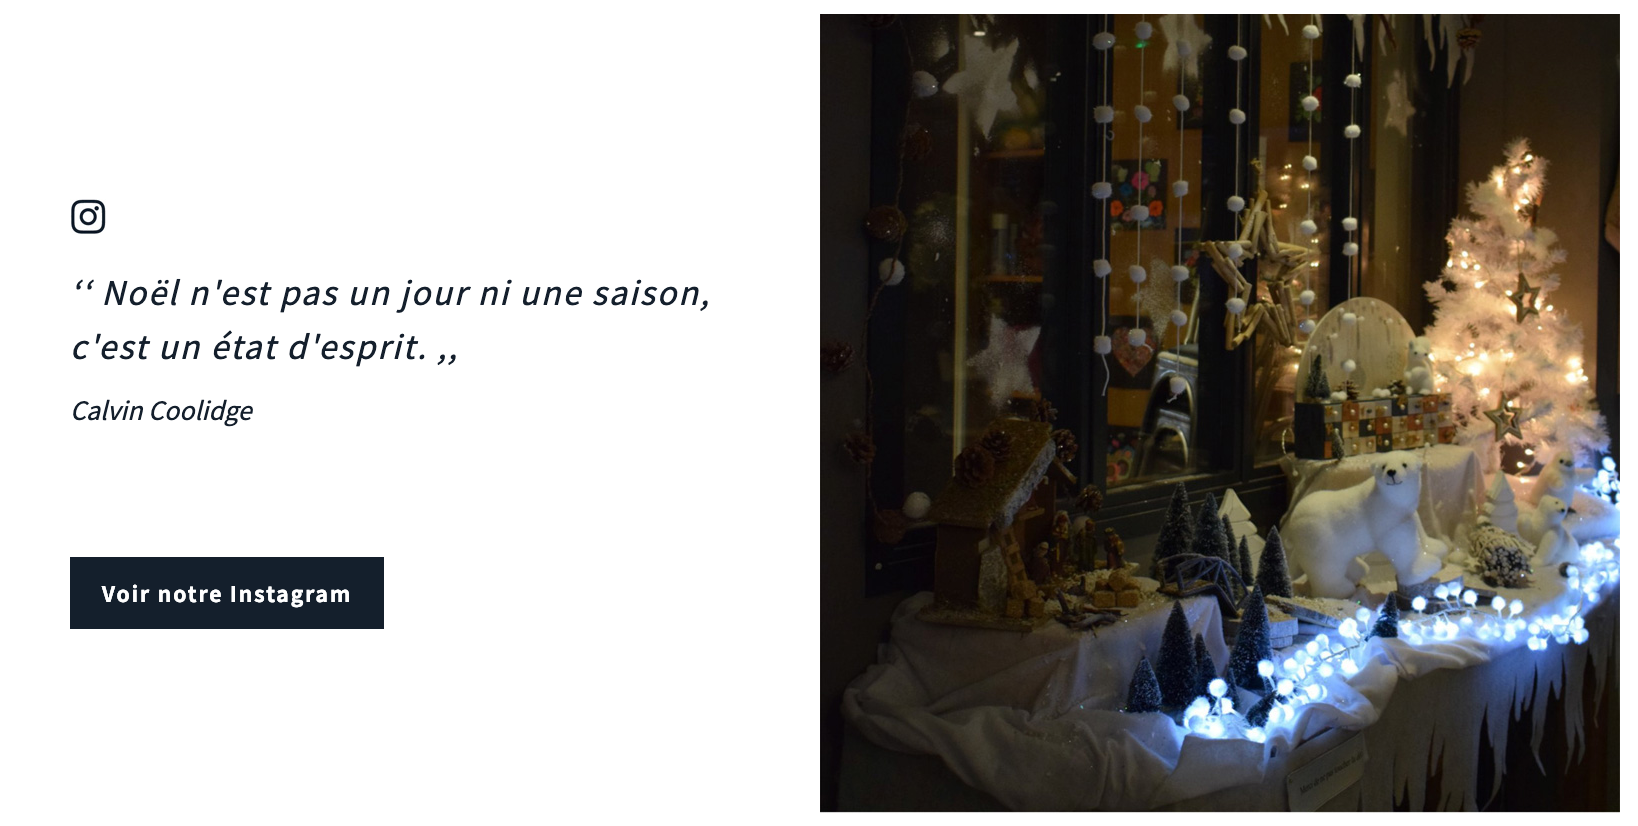 ‘‘ Noël n'est pas un jour ni une saison,
c'est un état d'esprit. ,,
Calvin Coolidge
Voir notre Instagram